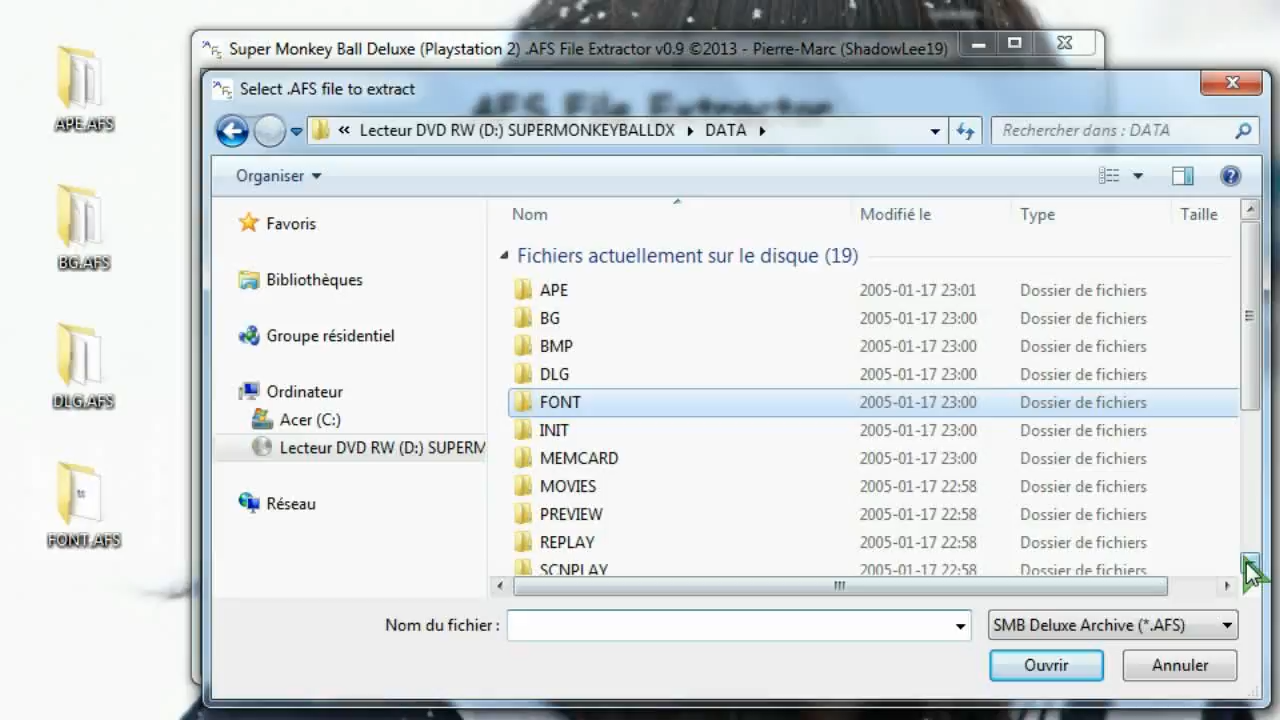 APE.AFS
BG.AFS
DLG.AFS
FONT.AFS
Super Monkey Ball Deluxe (Playstation 2) .AFS File Extractor v0.9 ©2013 - Pierre-Marc (ShadowLee19)
AFS File Extractor
Select .AFS file to extract
« Lecteur DVD RW (D:) SUPERMONKEYBALLDX ▸ DATA ▸
Rechercher dans : DATA
Organiser
Favoris
Bibliothèques
Groupe résidentiel
Ordinateur
Acer (C:)
Lecteur DVD RW (D:) SUPERM
Réseau
Nom Modifié le Type Taille
Fichiers actuellement sur le disque (19)
APE 2005-01-17 23:01 Dossier de fichiers
BG 2005-01-17 23:00 Dossier de fichiers
BMP 2005-01-17 23:00 Dossier de fichiers
DLG 2005-01-17 23:00 Dossier de fichiers
FONT 2005-01-17 23:00 Dossier de fichiers
INIT 2005-01-17 23:00 Dossier de fichiers
MEMCARD 2005-01-17 23:00 Dossier de fichiers
MOVIES 2005-01-17 22:58 Dossier de fichiers
PREVIEW 2005-01-17 22:58 Dossier de fichiers
REPLAY 2005-01-17 22:58 Dossier de fichiers
SCNPLAY 2005-01-17 22:58 Dossier de fichiers
Nom du fichier :
SMB Deluxe Archive (*.AFS)
Ouvrir
Annuler